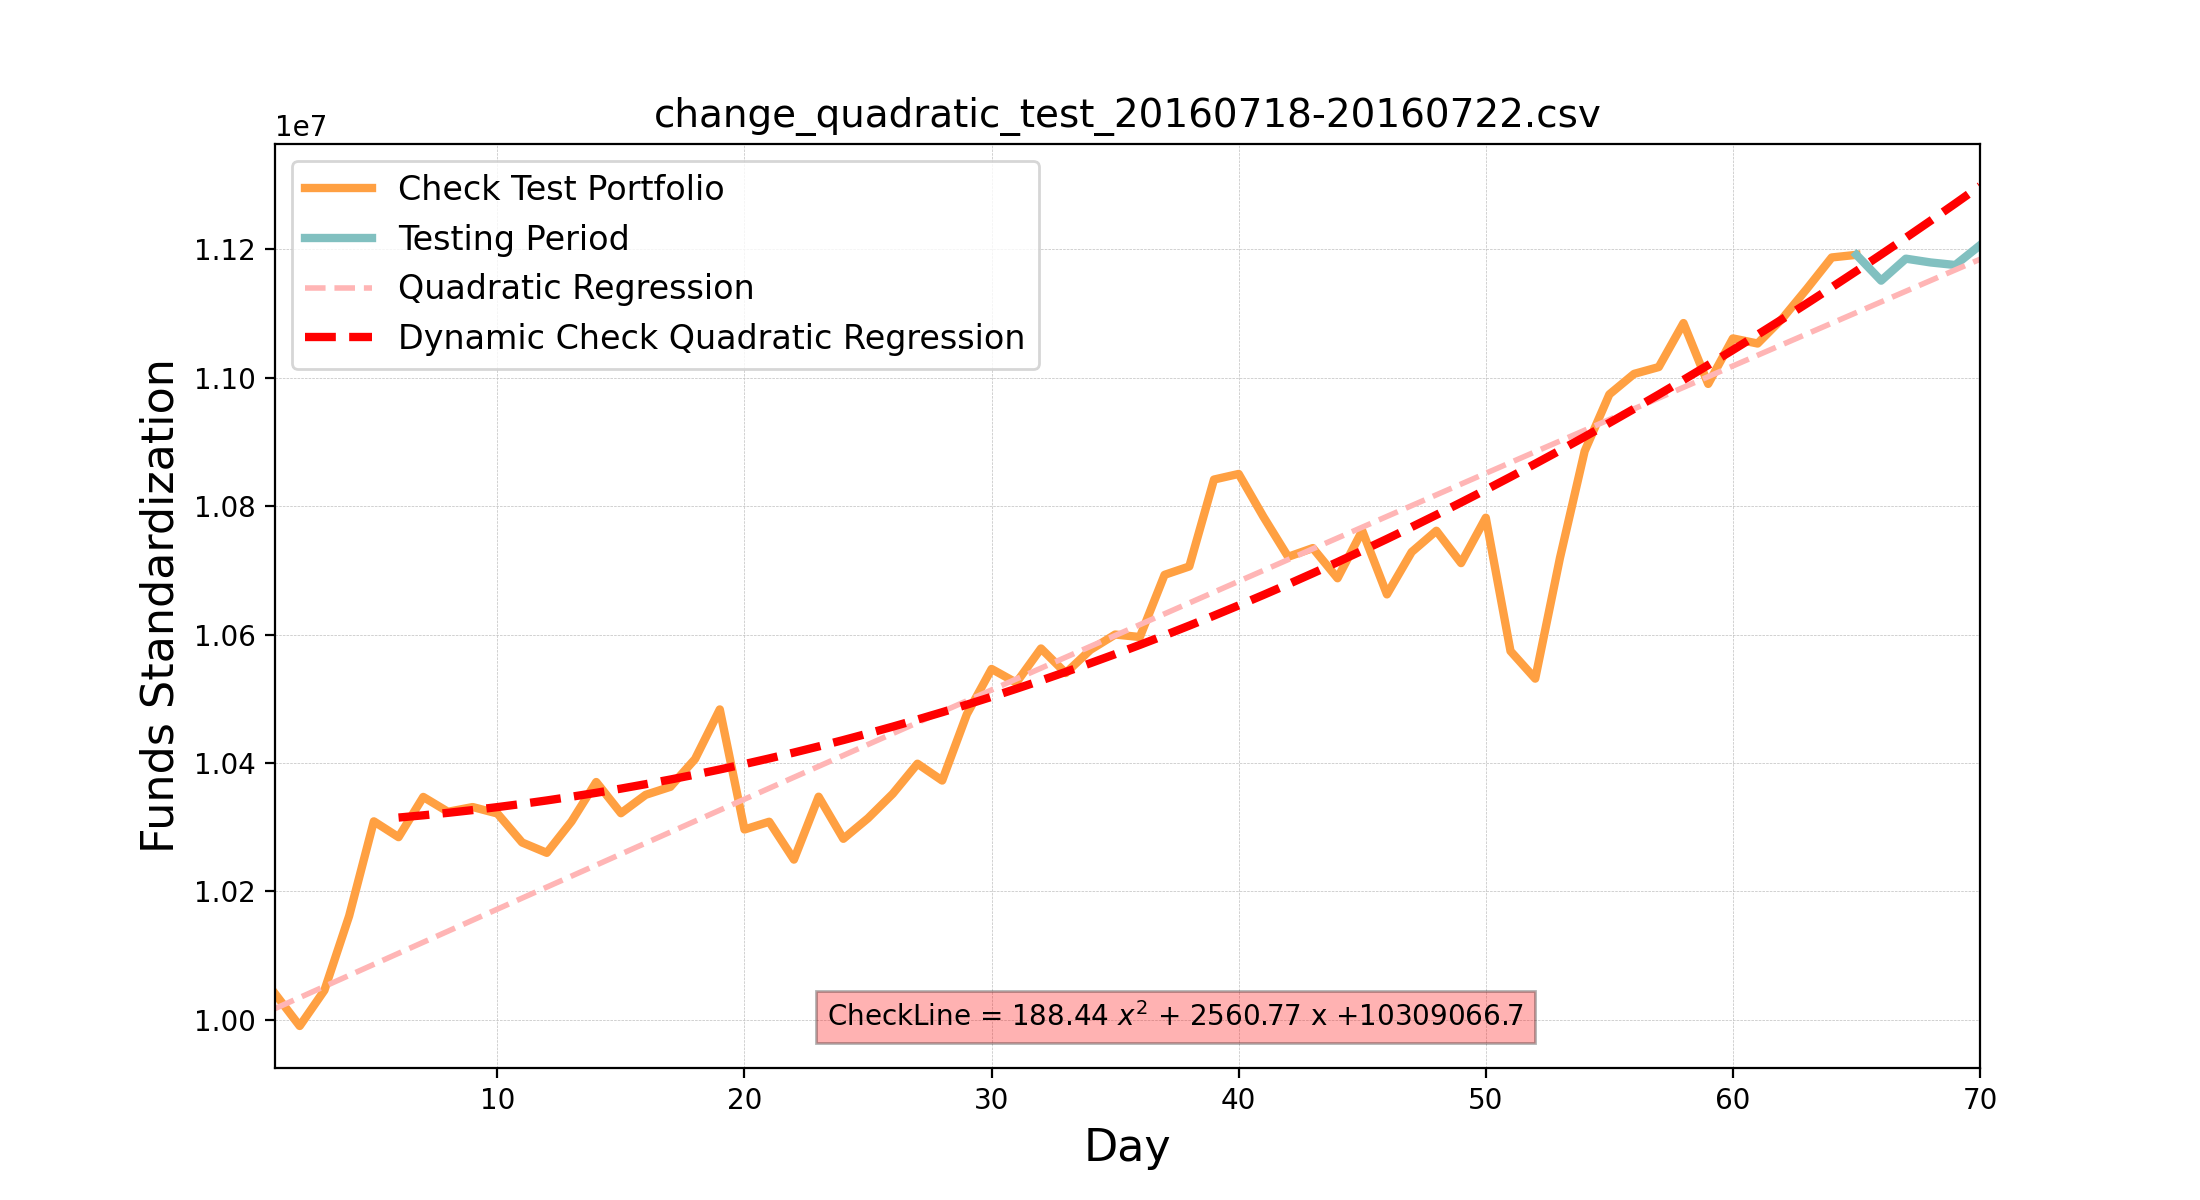 change_quadratic_test_20160718-20160722.csv
1e7
Check Test Portfolio
Testing Period
Quadratic Regression
Dynamic Check Quadratic Regression
1.12
1.10
1.08
1.06
1.04
1.02
1.00
Funds Standardization
CheckLine = 188.44 x² + 2560.77 x +10309066.7
10 20 30 40 50 60 70
Day